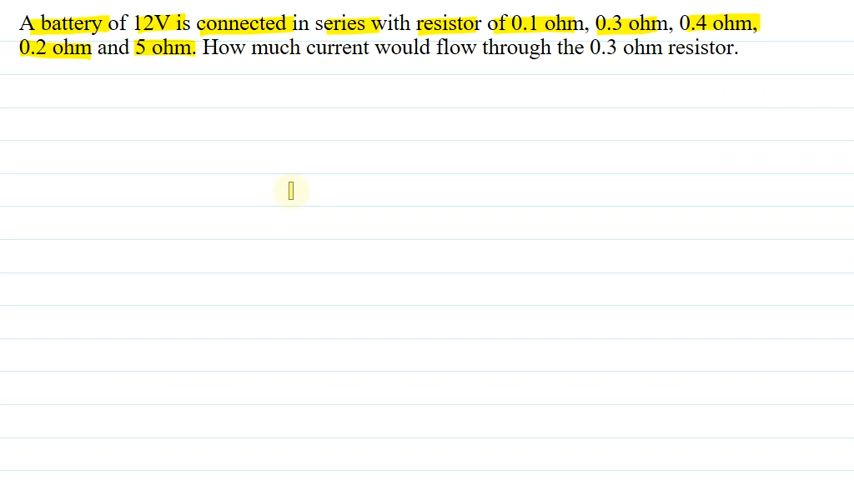 A battery of 12V is connected in series with resistor of 0.1 ohm, 0.3 ohm, 0.4 ohm,
0.2 ohm and 5 ohm. How much current would flow through the 0.3 ohm resistor.